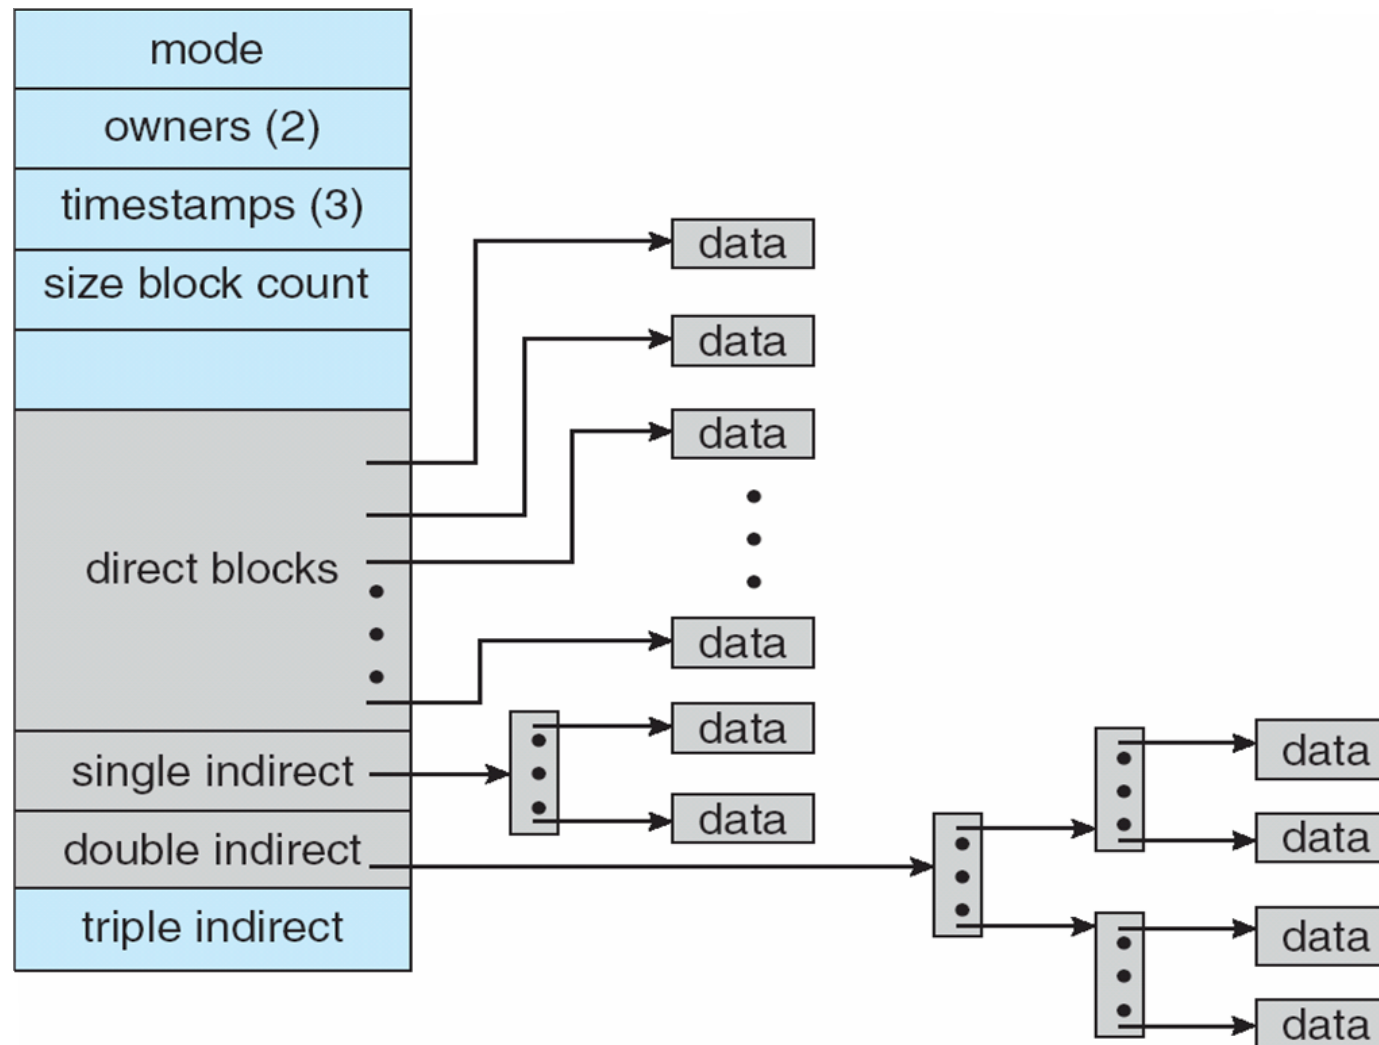 mode
owners (2)
timestamps (3)
size block count
direct blocks
single indirect
double indirect
triple indirect
data
data
data
data
data
data
data
data
data
data